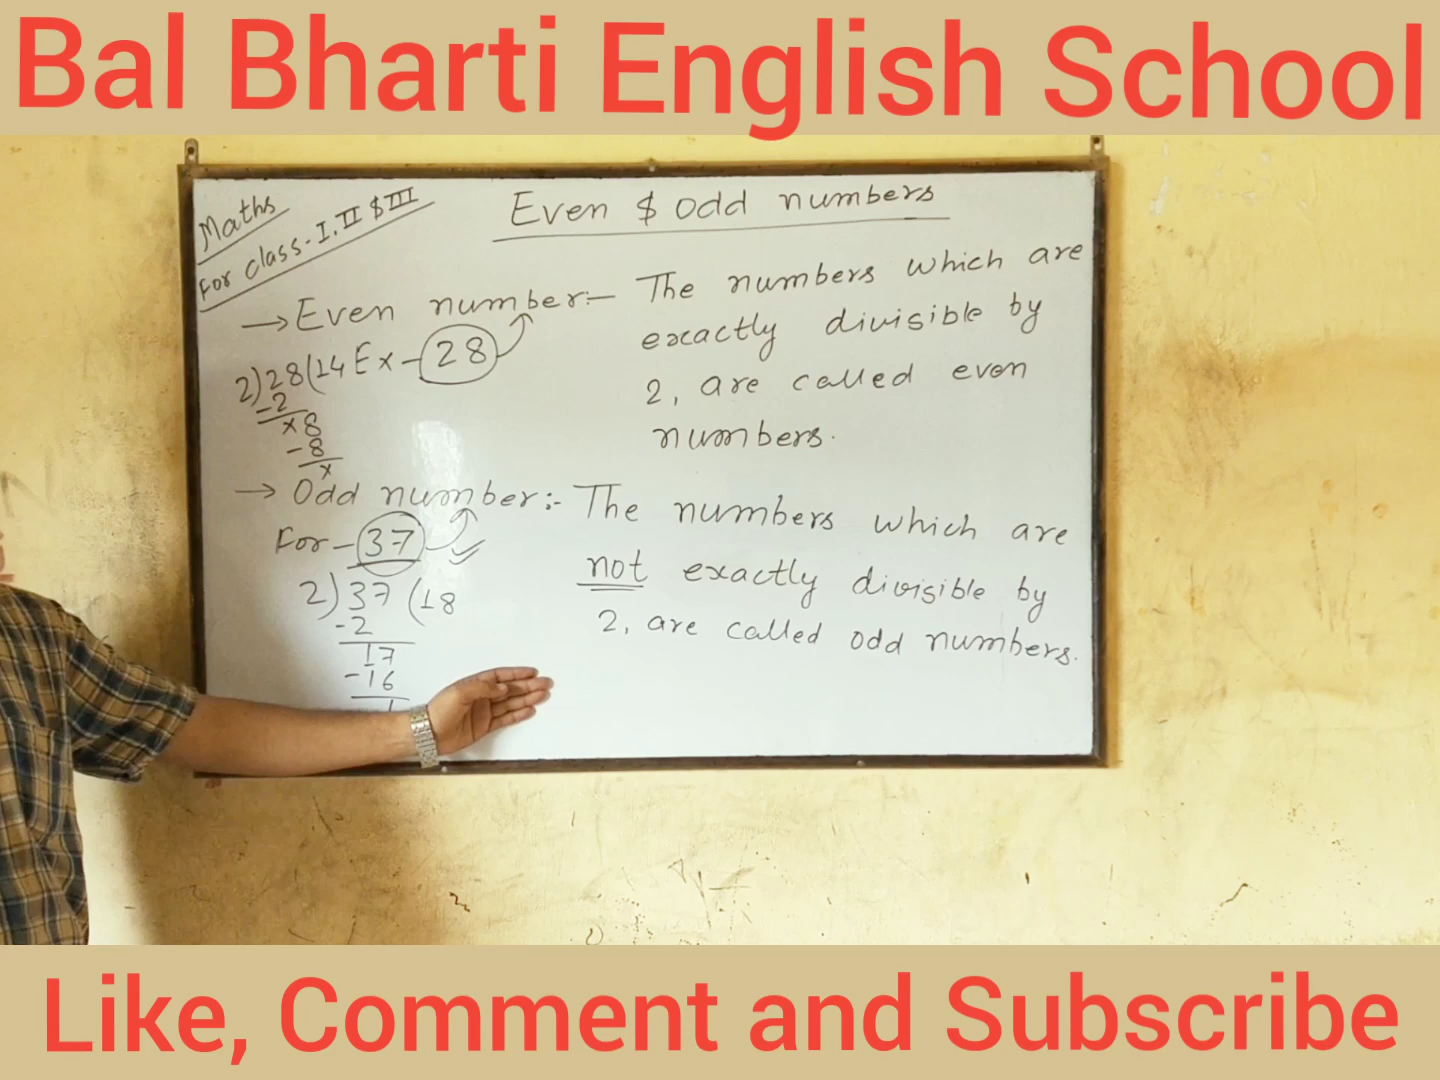 Bal Bharti English School
Maths
For class-I, II $ III
Even $ odd numbers
→ Even number:- The numbers which are
exactly divisible by
2, are called even
numbers.
Ex-28
2)28(14
-2
x8
-8
x
→ Odd number:- The numbers which are
not exactly divisible by
2, are called odd numbers.
For-37
2)37(18
-2
17
-16
1
Like, Comment and Subscribe